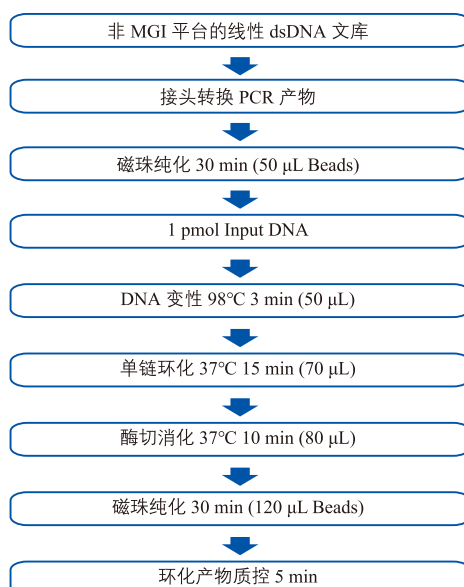 非 MGI 平台的线性 dsDNA 文库
接头转换 PCR 产物
磁珠纯化 30 min (50 μL Beads)
1 pmol Input DNA
DNA 变性 98℃ 3 min (50 μL)
单链环化 37℃ 15 min (70 μL)
酶切消化 37℃ 10 min (80 μL)
磁珠纯化 30 min (120 μL Beads)
环化产物质控 5 min